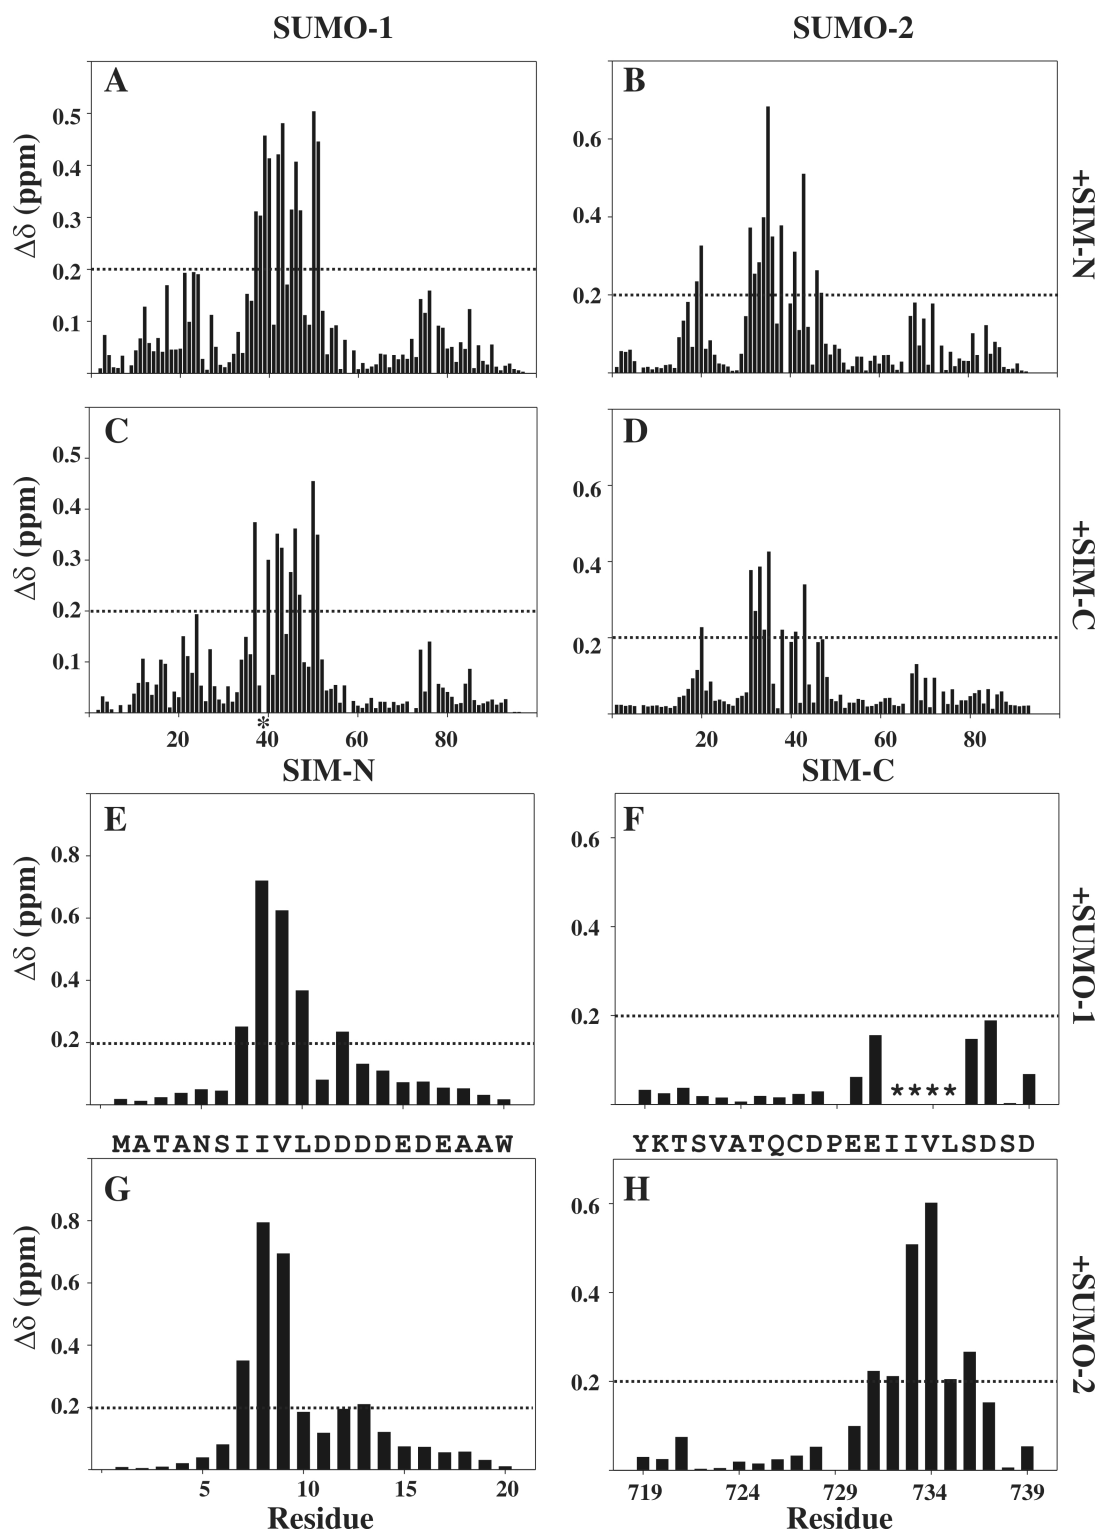 SUMO-1
SUMO-2
A
0.5
0.4
0.3
0.2
0.1
Δδ (ppm)
B
0.6
0.4
0.2
+SIM-N
C
0.5
0.4
0.3
0.2
0.1
Δδ (ppm)
*
20 40 60 80
D
0.6
0.4
0.2
20 40 60 80
+SIM-C
SIM-N
SIM-C
E
0.8
0.6
0.4
0.2
Δδ (ppm)
F
0.6
0.4
0.2
****
+SUMO-1
MATANSIIVLDDDDEDEAAW
YKTSVATQCDPEEIIVLSDSD
G
0.8
0.6
0.4
0.2
Δδ (ppm)
5 10 15 20
Residue
H
0.6
0.4
0.2
719 724 729 734 739
Residue
+SUMO-2